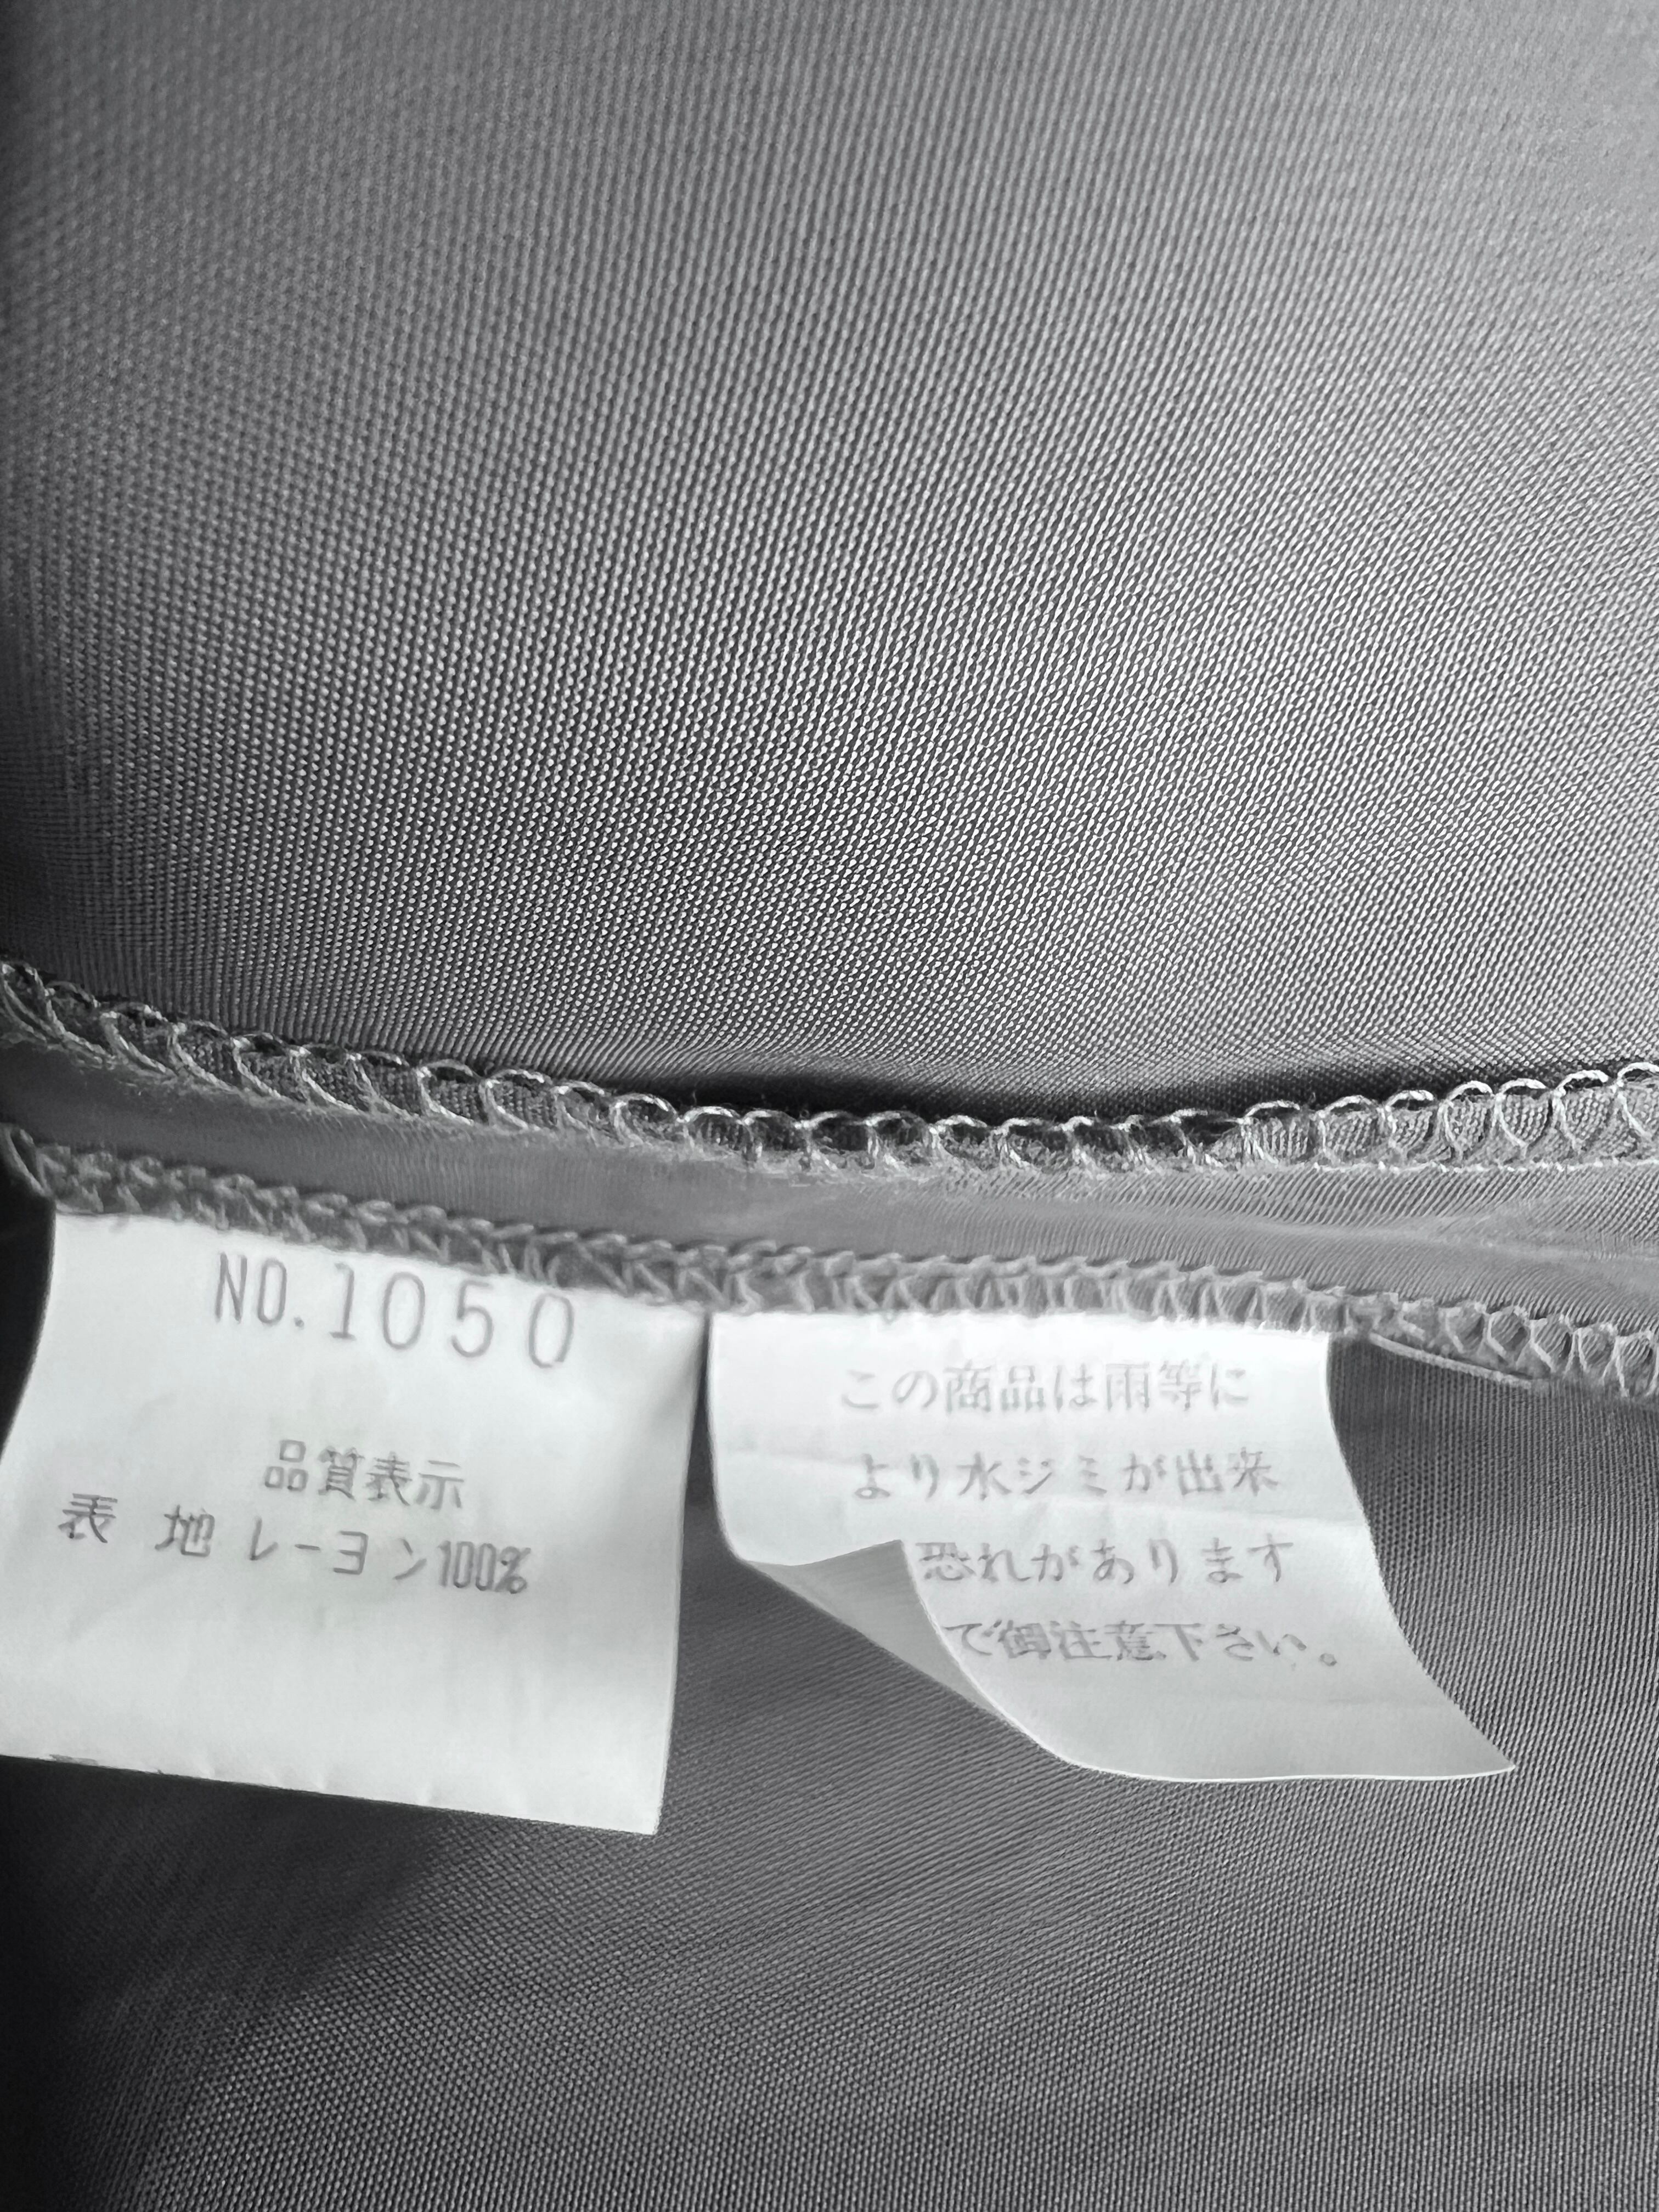 NO.1050
品質表示
表 地 レーヨン100%
この商品は雨等に
より水ジミが出来
恐れがあります
で御注意下さい。